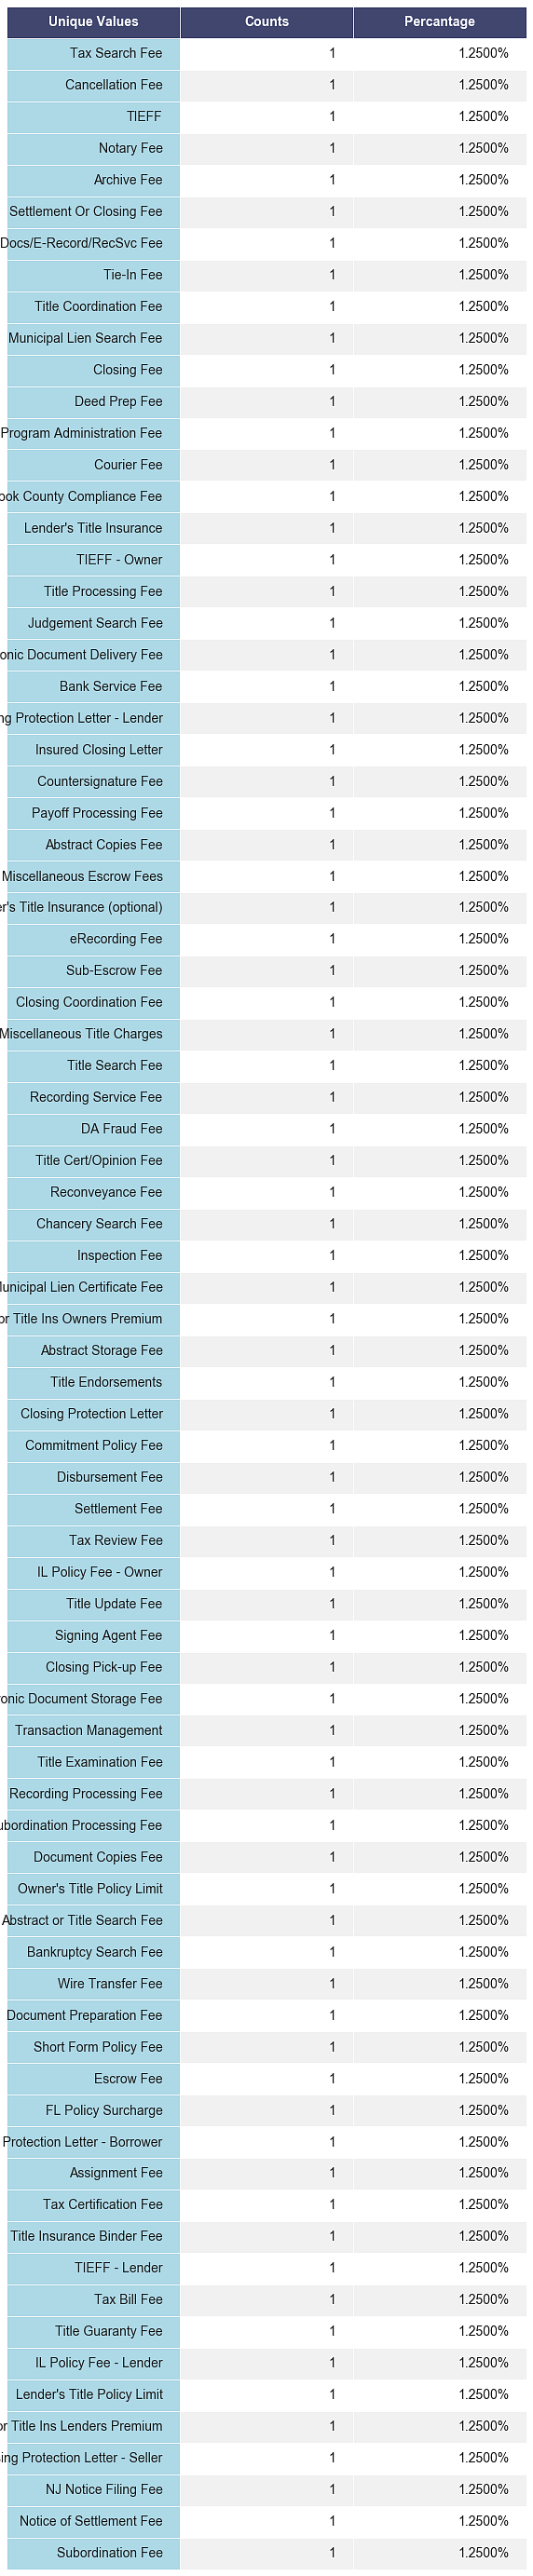 Unique Values Counts Percantage
Tax Search Fee 1 1.2500%
Cancellation Fee 1 1.2500%
TIEFF 1 1.2500%
Notary Fee 1 1.2500%
Archive Fee 1 1.2500%
Settlement Or Closing Fee 1 1.2500%
Docs/E-Record/RecSvc Fee 1 1.2500%
Tie-In Fee 1 1.2500%
Title Coordination Fee 1 1.2500%
Municipal Lien Search Fee 1 1.2500%
Closing Fee 1 1.2500%
Deed Prep Fee 1 1.2500%
Program Administration Fee 1 1.2500%
Courier Fee 1 1.2500%
County Compliance Fee 1 1.2500%
Lender's Title Insurance 1 1.2500%
TIEFF - Owner 1 1.2500%
Title Processing Fee 1 1.2500%
Judgement Search Fee 1 1.2500%
Document Delivery Fee 1 1.2500%
Bank Service Fee 1 1.2500%
Protection Letter - Lender 1 1.2500%
Insured Closing Letter 1 1.2500%
Countersignature Fee 1 1.2500%
Payoff Processing Fee 1 1.2500%
Abstract Copies Fee 1 1.2500%
Miscellaneous Escrow Fees 1 1.2500%
Title Insurance (optional) 1 1.2500%
eRecording Fee 1 1.2500%
Sub-Escrow Fee 1 1.2500%
Closing Coordination Fee 1 1.2500%
Miscellaneous Title Charges 1 1.2500%
Title Search Fee 1 1.2500%
Recording Service Fee 1 1.2500%
DA Fraud Fee 1 1.2500%
Title Cert/Opinion Fee 1 1.2500%
Reconveyance Fee 1 1.2500%
Chancery Search Fee 1 1.2500%
Inspection Fee 1 1.2500%
Lien Certificate Fee 1 1.2500%
Title Ins Owners Premium 1 1.2500%
Abstract Storage Fee 1 1.2500%
Title Endorsements 1 1.2500%
Closing Protection Letter 1 1.2500%
Commitment Policy Fee 1 1.2500%
Disbursement Fee 1 1.2500%
Settlement Fee 1 1.2500%
Tax Review Fee 1 1.2500%
IL Policy Fee - Owner 1 1.2500%
Title Update Fee 1 1.2500%
Signing Agent Fee 1 1.2500%
Closing Pick-up Fee 1 1.2500%
Document Storage Fee 1 1.2500%
Transaction Management 1 1.2500%
Title Examination Fee 1 1.2500%
Recording Processing Fee 1 1.2500%
Processing Fee 1 1.2500%
Document Copies Fee 1 1.2500%
Owner's Title Policy Limit 1 1.2500%
Abstract or Title Search Fee 1 1.2500%
Bankruptcy Search Fee 1 1.2500%
Wire Transfer Fee 1 1.2500%
Document Preparation Fee 1 1.2500%
Short Form Policy Fee 1 1.2500%
Escrow Fee 1 1.2500%
FL Policy Surcharge 1 1.2500%
Protection Letter - Borrower 1 1.2500%
Assignment Fee 1 1.2500%
Tax Certification Fee 1 1.2500%
Title Insurance Binder Fee 1 1.2500%
TIEFF - Lender 1 1.2500%
Tax Bill Fee 1 1.2500%
Title Guaranty Fee 1 1.2500%
IL Policy Fee - Lender 1 1.2500%
Lender's Title Policy Limit 1 1.2500%
Title Ins Lenders Premium 1 1.2500%
Protection Letter - Seller 1 1.2500%
NJ Notice Filing Fee 1 1.2500%
Notice of Settlement Fee 1 1.2500%
Subordination Fee 1 1.2500%